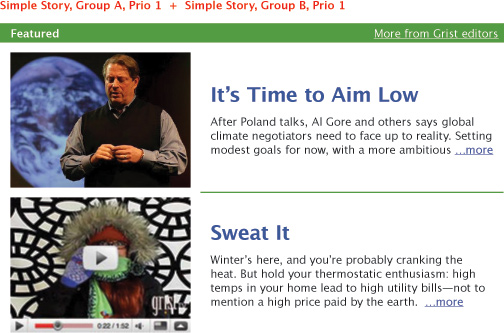 Simple Story, Group A, Prio 1 + Simple Story, Group B, Prio 1
Featured More from Grist editors
It's Time to Aim Low
After Poland talks, Al Gore and others says global
climate negotiators need to face up to reality. Setting
modest goals for now, with a more ambitious ...more
Sweat It
Winter's here, and you're probably cranking the
heat. But hold your thermostatic enthusiasm: high
temps in your home lead to high utility bills—not to
mention a high price paid by the earth. ...more
grist
0:22 / 1:52